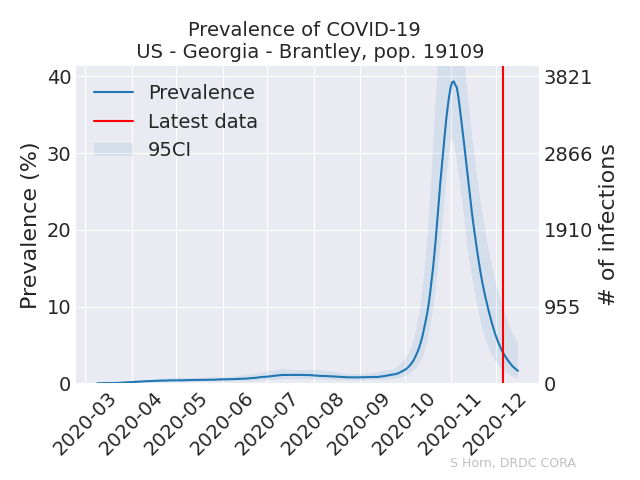 Prevalence of COVID-19
US - Georgia - Brantley, pop. 19109
Prevalence (%)
40
30
20
10
0
Prevalence
Latest data
95CI
3821
2866
1910
955
0
# of infections
2020-03
2020-04
2020-05
2020-06
2020-07
2020-08
2020-09
2020-10
2020-11
2020-12
S Horn, DRDC CORA